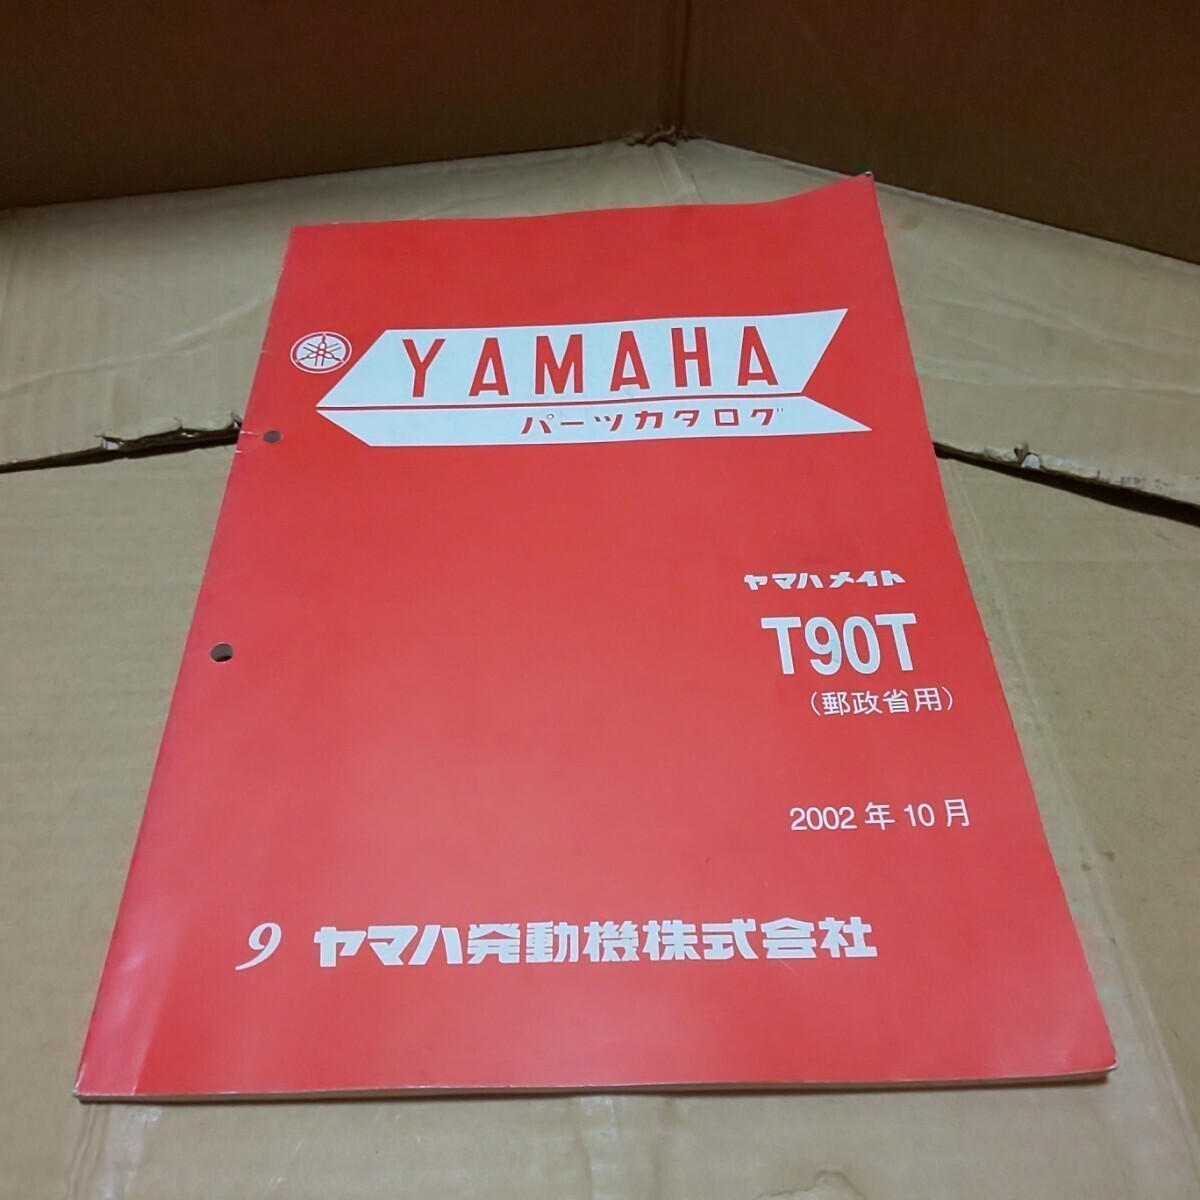 YAMAHA
パーツカタログ
ヤマハメイト
T90T
（郵政省用）
2002年10月
9 ヤマハ発動機株式会社